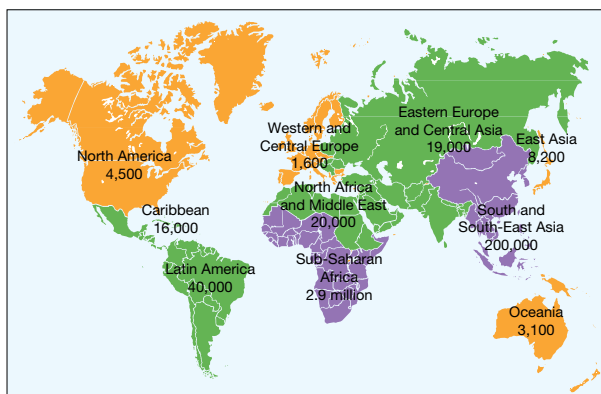 North America
4,500
Western and
Central Europe
1,600
Eastern Europe
and Central Asia
19,000
East Asia
8,200
North Africa
and Middle East
20,000
Caribbean
16,000
South and
South-East Asia
200,000
Latin America
40,000
Sub-Saharan
Africa
2.9 million
Oceania
3,100